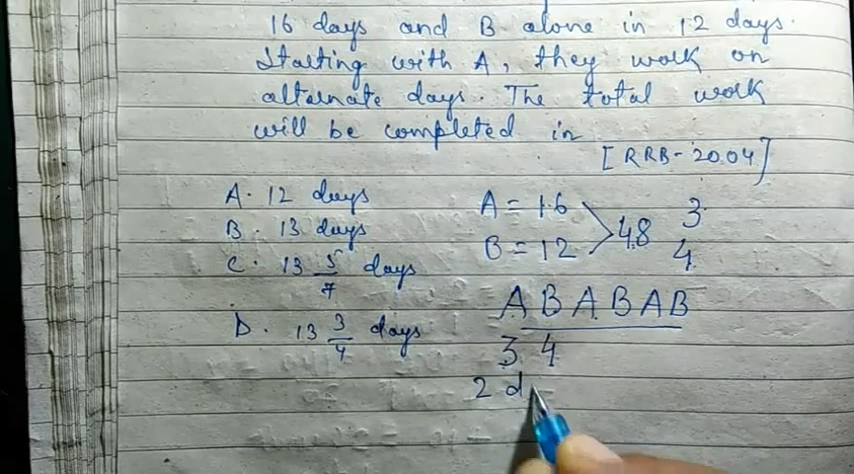 16 days and B alone in 12 days.
Starting with A, they work on
alternate days. The total work
will be completed in
[RRB-2004]
A. 12 days
B. 13 days
C. 13 5/7 days
D. 13 3/4 days
A = 16
B = 12
48
3
4
A B A B A B
3 4
2 d